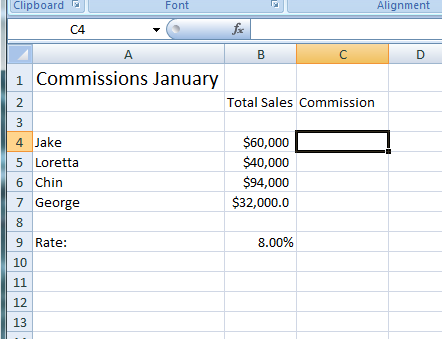 Clipboard Font Alignment
C4 fx
A B C D
1 Commissions January
2 Total Sales Commission
3
4 Jake $60,000
5 Loretta $40,000
6 Chin $94,000
7 George $32,000.0
8
9 Rate: 8.00%
10
11
12
13